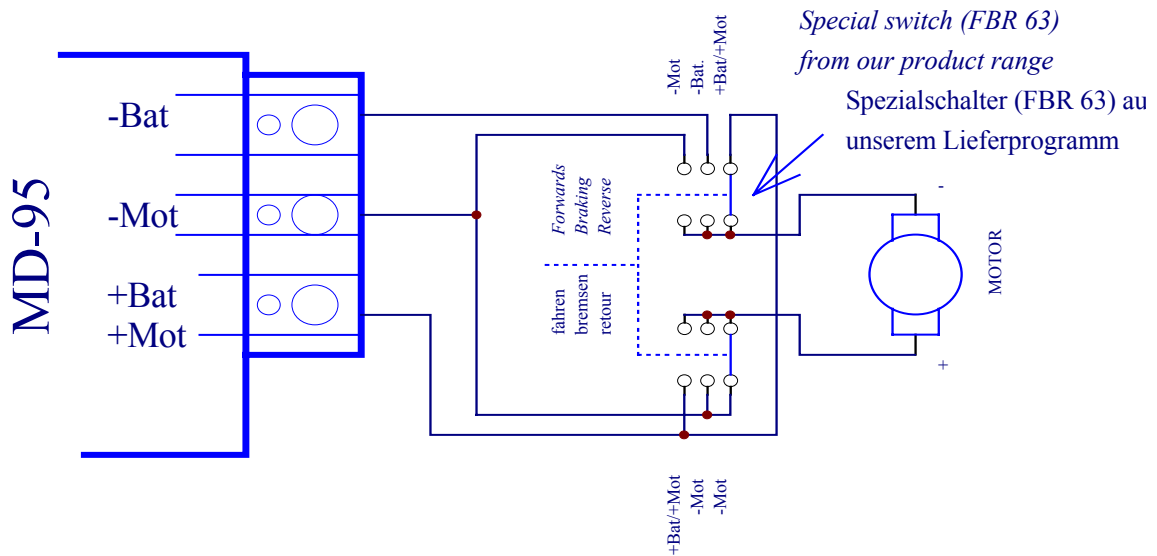 Special switch (FBR 63)
from our product range
Spezialschalter (FBR 63) au
unserem Lieferprogramm
-Mot
-Bat.
+Bat/+Mot
MD-95
-Bat
-Mot
+Bat
+Mot
Forwards
Braking
Reverse
fahren
bremsen
retour
-
MOTOR
+
+Bat/+Mot
-Mot
-Mot